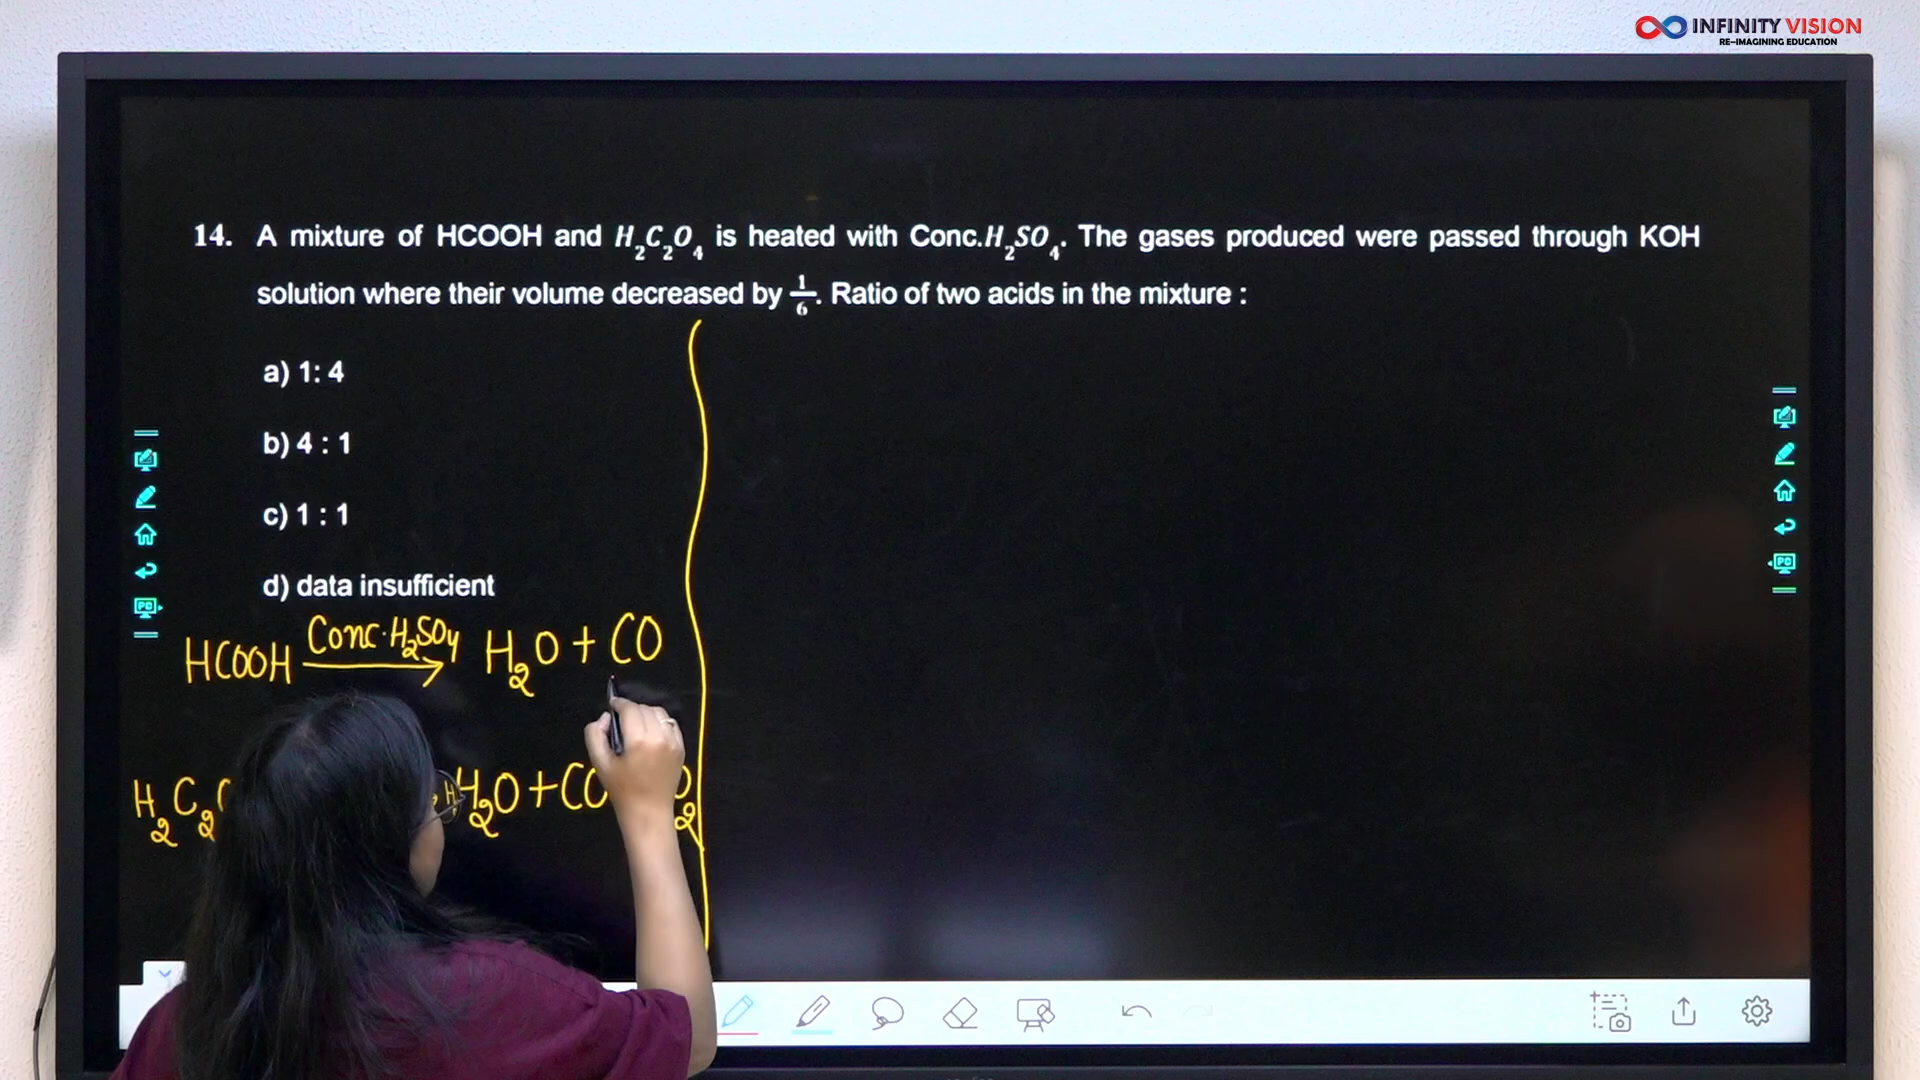 INFINITY VISION
RE-IMAGINING EDUCATION
14. A mixture of HCOOH and H₂C₂O₄ is heated with Conc.H₂SO₄. The gases produced were passed through KOH
solution where their volume decreased by 1/6. Ratio of two acids in the mixture :
a) 1: 4
b) 4 : 1
c) 1 : 1
d) data insufficient
HCOOH Conc·H₂SO₄ → H₂O + CO
H₂C₂ H₂O + CO